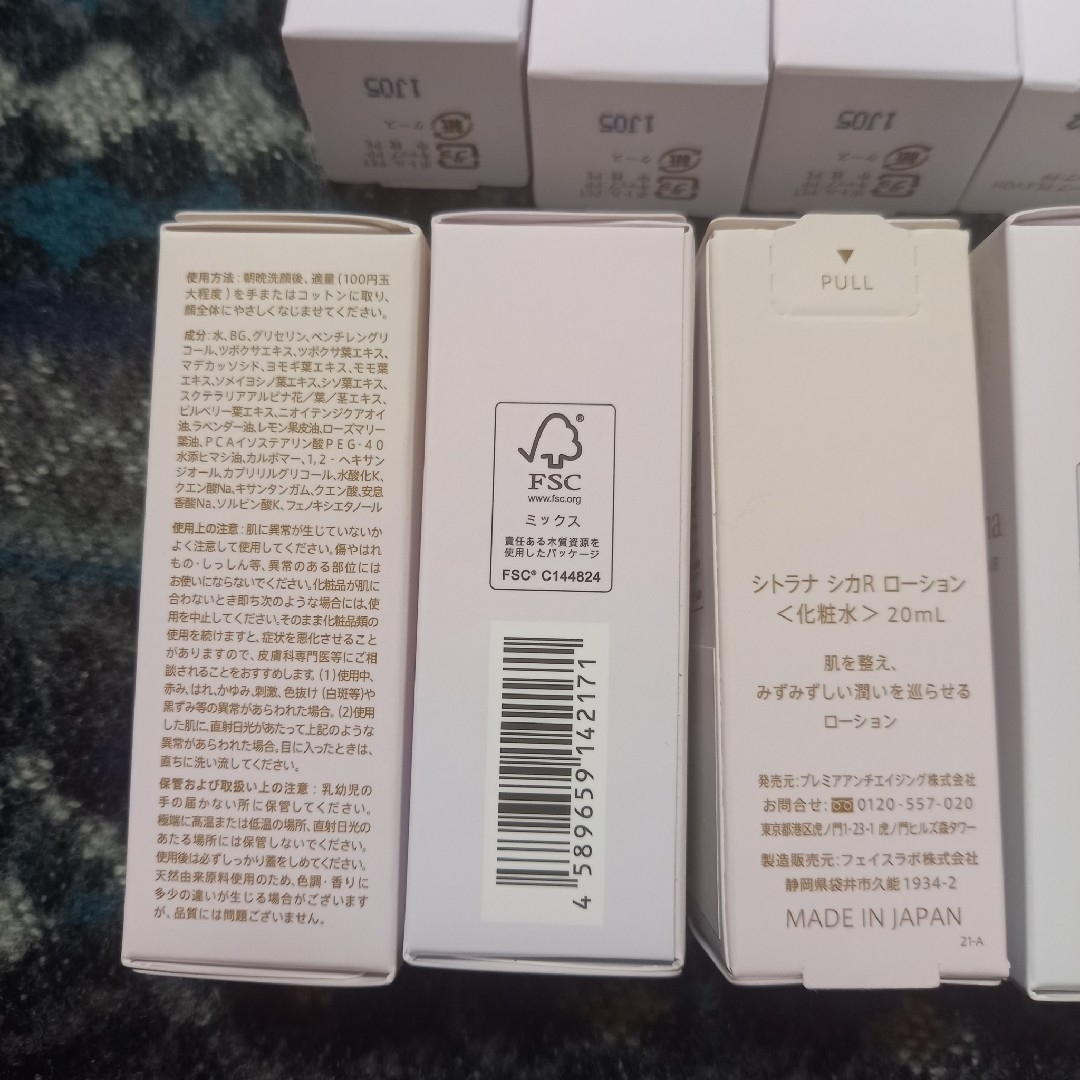 1J05
ケース
1J05
ケース
1J05
ケース
使用方法：朝晩洗顔後、適量（100円玉
大程度）を手またはコットンに取り、
顔全体にやさしくなじませてください。
成分：水、BG、グリセリン、ペンチレングリ
コール、ツボクサエキス、ツボクサ葉エキス、
マデカッソシド、ヨモギ葉エキス、モモ葉
エキス、ソメイヨシノ葉エキス、シソ葉エキス、
スクテラリアアルピナ花／葉／茎エキス、
ビルベリー葉エキス、ニオイテンジクアオイ
油、ラベンダー油、レモン果皮油、ローズマリー
葉油、PCAイソステアリン酸PEG-40
水添ヒマシ油、カルボマー、1,2-ヘキサン
ジオール、カプリリルグリコール、水酸化K、
クエン酸Na、キサンタンガム、クエン酸、安息
香酸Na、ソルビン酸K、フェノキシエタノール
使用上の注意：肌に異常が生じていないか
よく注意して使用してください。傷やはれ
もの・しっしん等、異常のある部位には
お使いにならないでください。化粧品が肌に
合わないとき即ち次のような場合には、使
用を中止してください。そのまま化粧品類の
使用を続けますと、症状を悪化させること
がありますので、皮膚科専門医等にご相
談されることをおすすめします。(1)使用中、
赤み、はれ、かゆみ、刺激、色抜け（白斑等）や
黒ずみ等の異常があらわれた場合。(2)使用
した肌に、直射日光があたって上記のような
異常があらわれた場合。目に入ったときは、
直ちに洗い流してください。
保管および取扱い上の注意：乳幼児の
手の届かない所に保管してください。
極端に高温または低温の場所、直射日光の
あたる場所には保管しないでください。
使用後は必ずしっかり蓋をしめてください。
天然由来原料使用のため、色調・香りに
多少の違いが生じる場合がございます
が、品質には問題ございません。
FSC
www.fsc.org
ミックス
責任ある木質資源を
使用したパッケージ
FSC® C144824
4 589659 142171
PULL
シトラナ シカR ローション
＜化粧水＞ 20mL
肌を整え、
みずみずしい潤いを巡らせる
ローション
発売元：プレミアアンチエイジング株式会社
お問合せ：0120-557-020
東京都港区虎ノ門1-23-1 虎ノ門ヒルズ森タワー
製造販売元：フェイスラボ株式会社
静岡県袋井市久能1934-2
MADE IN JAPAN
21-A